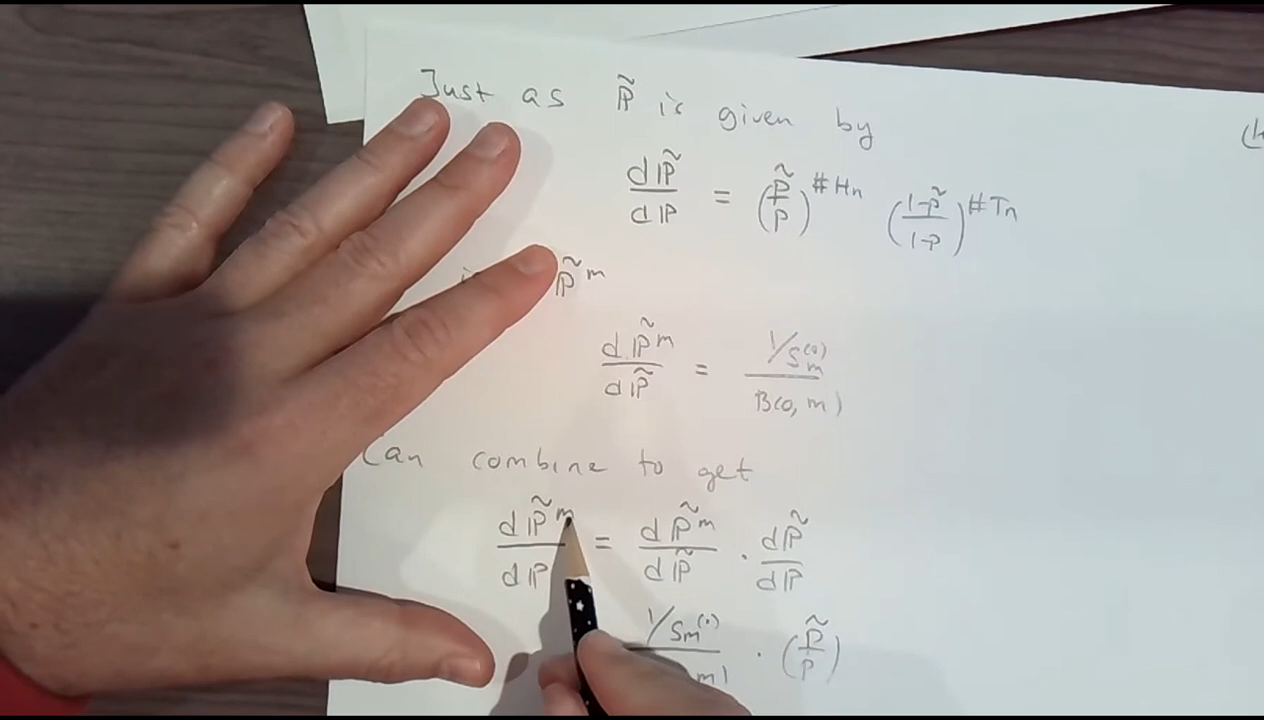 Just as P̃ is given by
dP̃/dP = (p̃/p)^#Hn ((1-p̃)/(1-p))^#Tn
P̃^m
dP̃^m/dP̃ = (1/S_m^(0))/B(0,m)
Can combine to get
dP̃^m/dP = dP̃^m/dP̃ · dP̃/dP
1/S_m · (p̃/p)